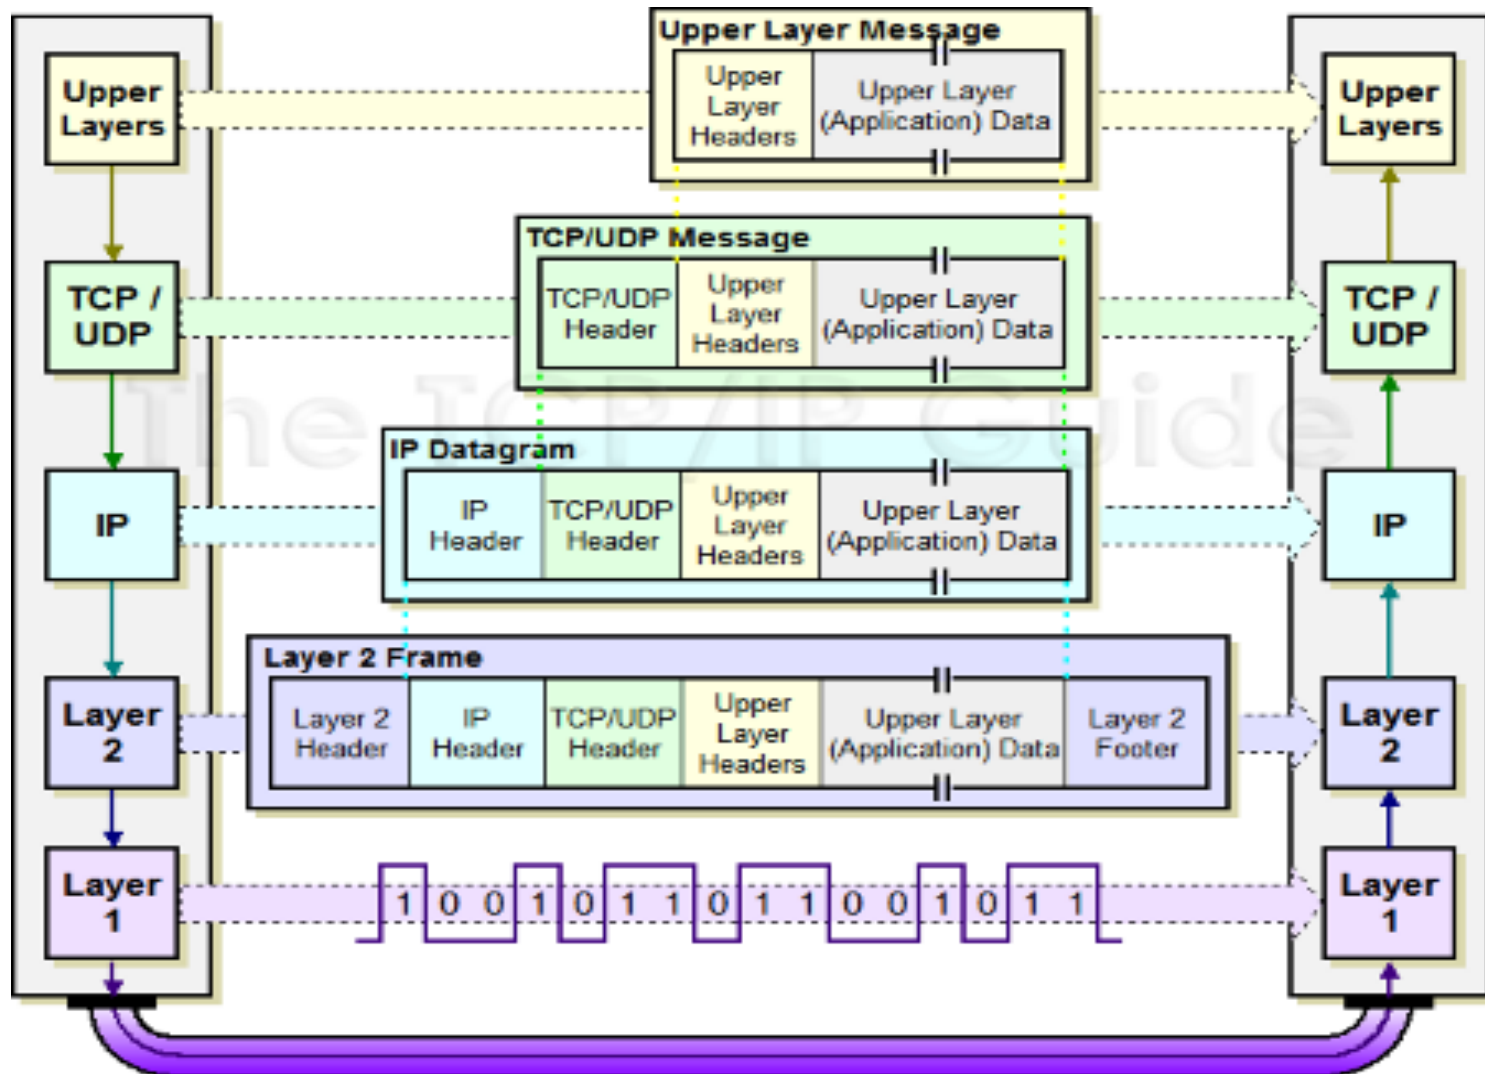 Upper Layer Message
Upper
Layers
Upper
Layer
Headers
Upper Layer
(Application) Data
Upper
Layers
TCP/UDP Message
TCP /
UDP
TCP/UDP
Header
Upper
Layer
Headers
Upper Layer
(Application) Data
TCP /
UDP
The TCP/IP Guide
IP Datagram
IP
IP
Header
TCP/UDP
Header
Upper
Layer
Headers
Upper Layer
(Application) Data
IP
Layer 2 Frame
Layer
2
Layer 2
Header
IP
Header
TCP/UDP
Header
Upper
Layer
Headers
Upper Layer
(Application) Data
Layer 2
Footer
Layer
2
Layer
1
1 0 0 1 0 1 1 0 1 1 0 0 1 0 1 1
Layer
1